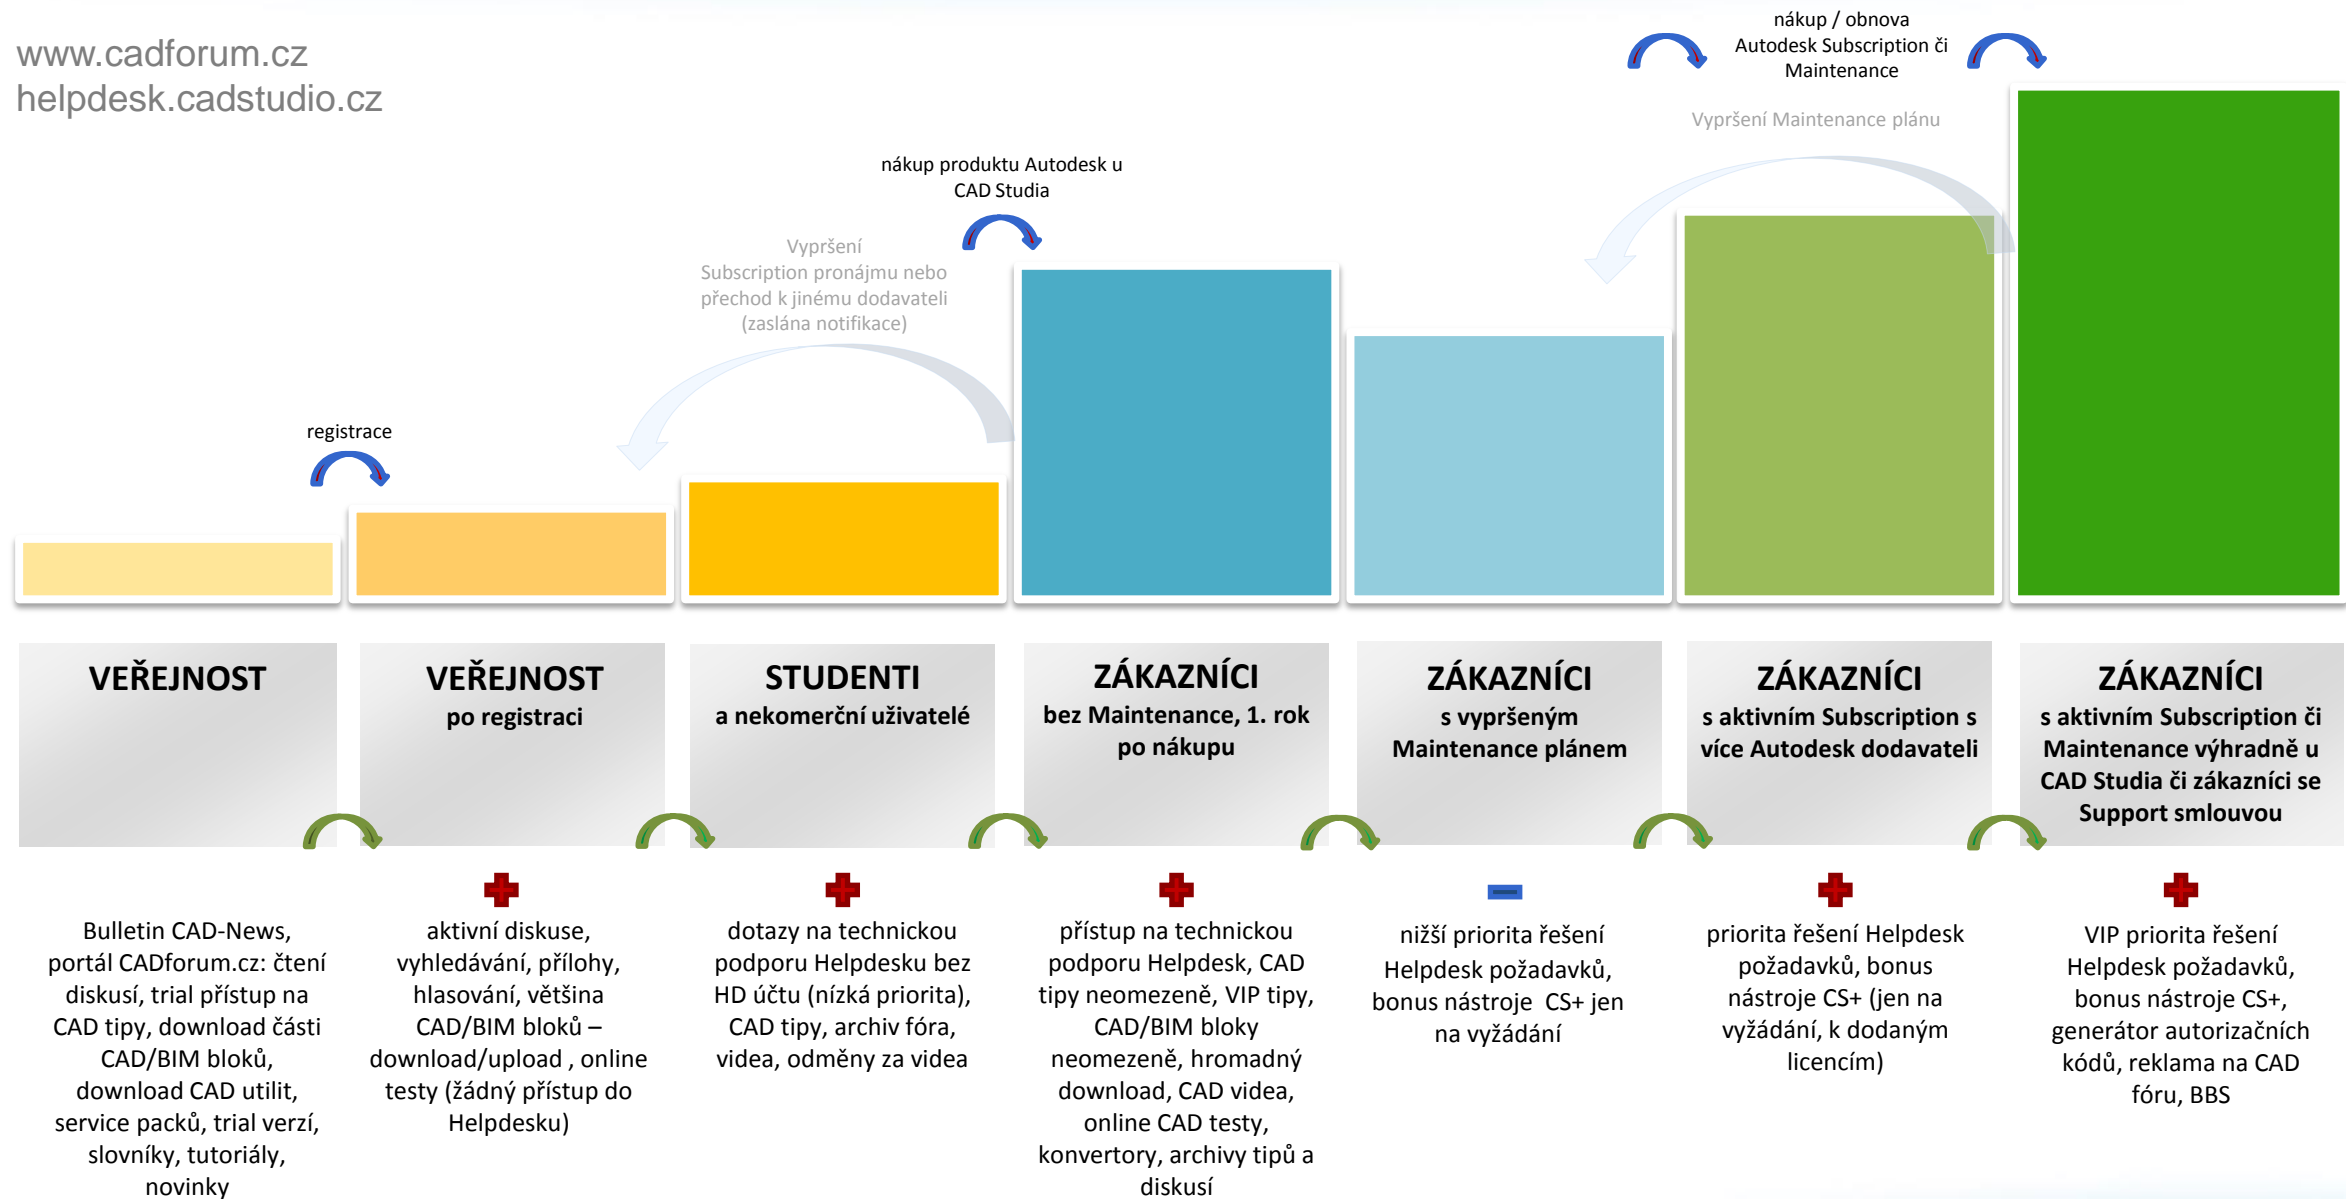 www.cadforum.cz
helpdesk.cadstudio.cz
nákup / obnova
Autodesk Subscription či
Maintenance
Vypršení Maintenance plánu
nákup produktu Autodesk u
CAD Studia
Vypršení
Subscription pronájmu nebo
přechod k jinému dodavateli
(zaslána notifikace)
registrace
VEŘEJNOST
VEŘEJNOST
po registraci
STUDENTI
a nekomerční uživatelé
ZÁKAZNÍCI
bez Maintenance, 1. rok
po nákupu
ZÁKAZNÍCI
s vypršeným
Maintenance plánem
ZÁKAZNÍCI
s aktivním Subscription s
více Autodesk dodavateli
ZÁKAZNÍCI
s aktivním Subscription či
Maintenance výhradně u
CAD Studia či zákazníci se
Support smlouvou
Bulletin CAD-News,
portál CADforum.cz: čtení
diskusí, trial přístup na
CAD tipy, download části
CAD/BIM bloků,
download CAD utilit,
service packů, trial verzí,
slovníky, tutoriály,
novinky
aktivní diskuse,
vyhledávání, přílohy,
hlasování, většina
CAD/BIM bloků –
download/upload , online
testy (žádný přístup do
Helpdesku)
dotazy na technickou
podporu Helpdesku bez
HD účtu (nízká priorita),
CAD tipy, archiv fóra,
videa, odměny za videa
přístup na technickou
podporu Helpdesk, CAD
tipy neomezeně, VIP tipy,
CAD/BIM bloky
neomezeně, hromadný
download, CAD videa,
online CAD testy,
konvertory, archivy tipů a
diskusí
nižší priorita řešení
Helpdesk požadavků,
bonus nástroje  CS+ jen
na vyžádání
priorita řešení Helpdesk
požadavků, bonus
nástroje CS+ (jen na
vyžádání, k dodaným
licencím)
VIP priorita řešení
Helpdesk požadavků,
bonus nástroje CS+,
generátor autorizačních
kódů, reklama na CAD
fóru, BBS